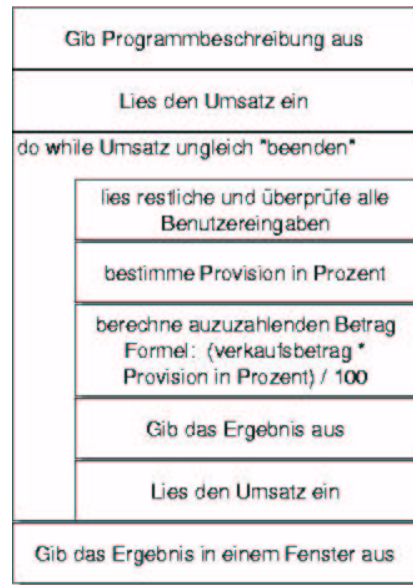 Gib Programmbeschreibung aus
Lies den Umsatz ein
do while Umsatz ungleich "beenden"
lies restliche und überprüfe alle
Benutzereingaben
bestimme Provision in Prozent
berechne auzuzahlenden Betrag
Formel: (verkaufsbetrag *
Provision in Prozent) / 100
Gib das Ergebnis aus
Lies den Umsatz ein
Gib das Ergebnis in einem Fenster aus